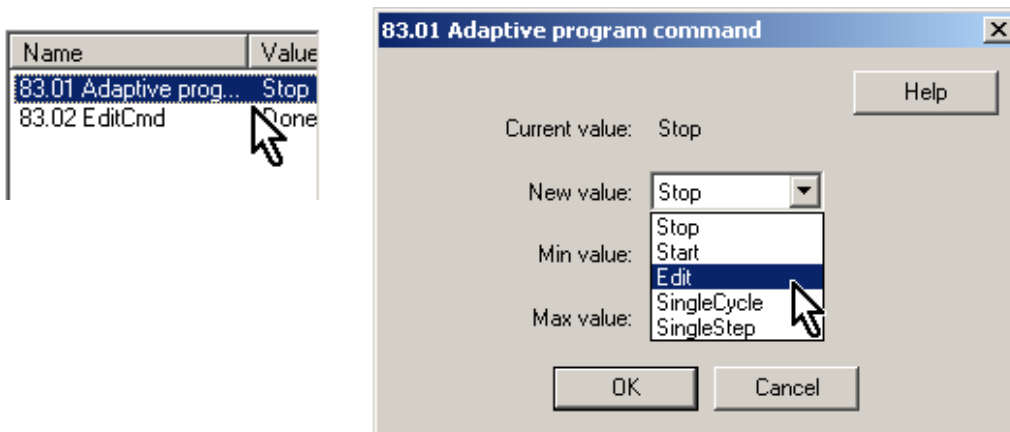 Name Value
83.01 Adaptive prog... Stop
83.02 EditCmd Done
83.01 Adaptive program command
Help
Current value: Stop
New value: Stop
Stop
Start
Min value:
Edit
SingleCycle
Max value:
SingleStep
OK Cancel